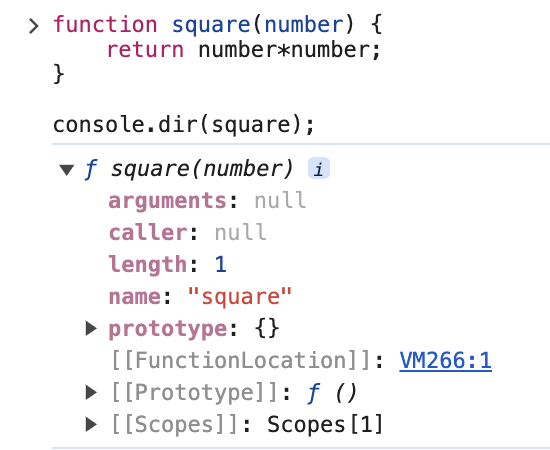 function square(number) {
    return number*number;
}
console.dir(square);
ƒ square(number) i
arguments: null
caller: null
length: 1
name: "square"
prototype: {}
[[FunctionLocation]]: VM266:1
[[Prototype]]: ƒ ()
[[Scopes]]: Scopes[1]